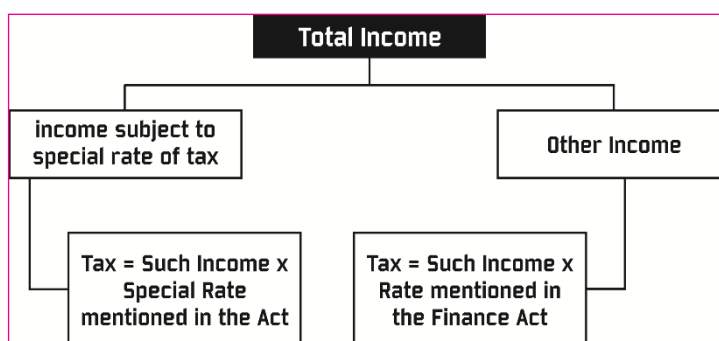 Total Income
income subject to
special rate of tax
Other Income
Tax = Such Income x
Special Rate
mentioned in the Act
Tax = Such Income x
Rate mentioned in
the Finance Act